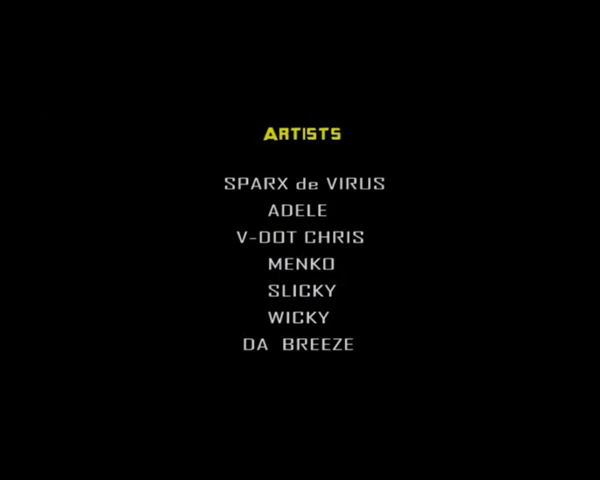 ARTISTS
SPARX de VIRUS
ADELE
V-DOT CHRIS
MENKO
SLICKY
WICKY
DA BREEZE